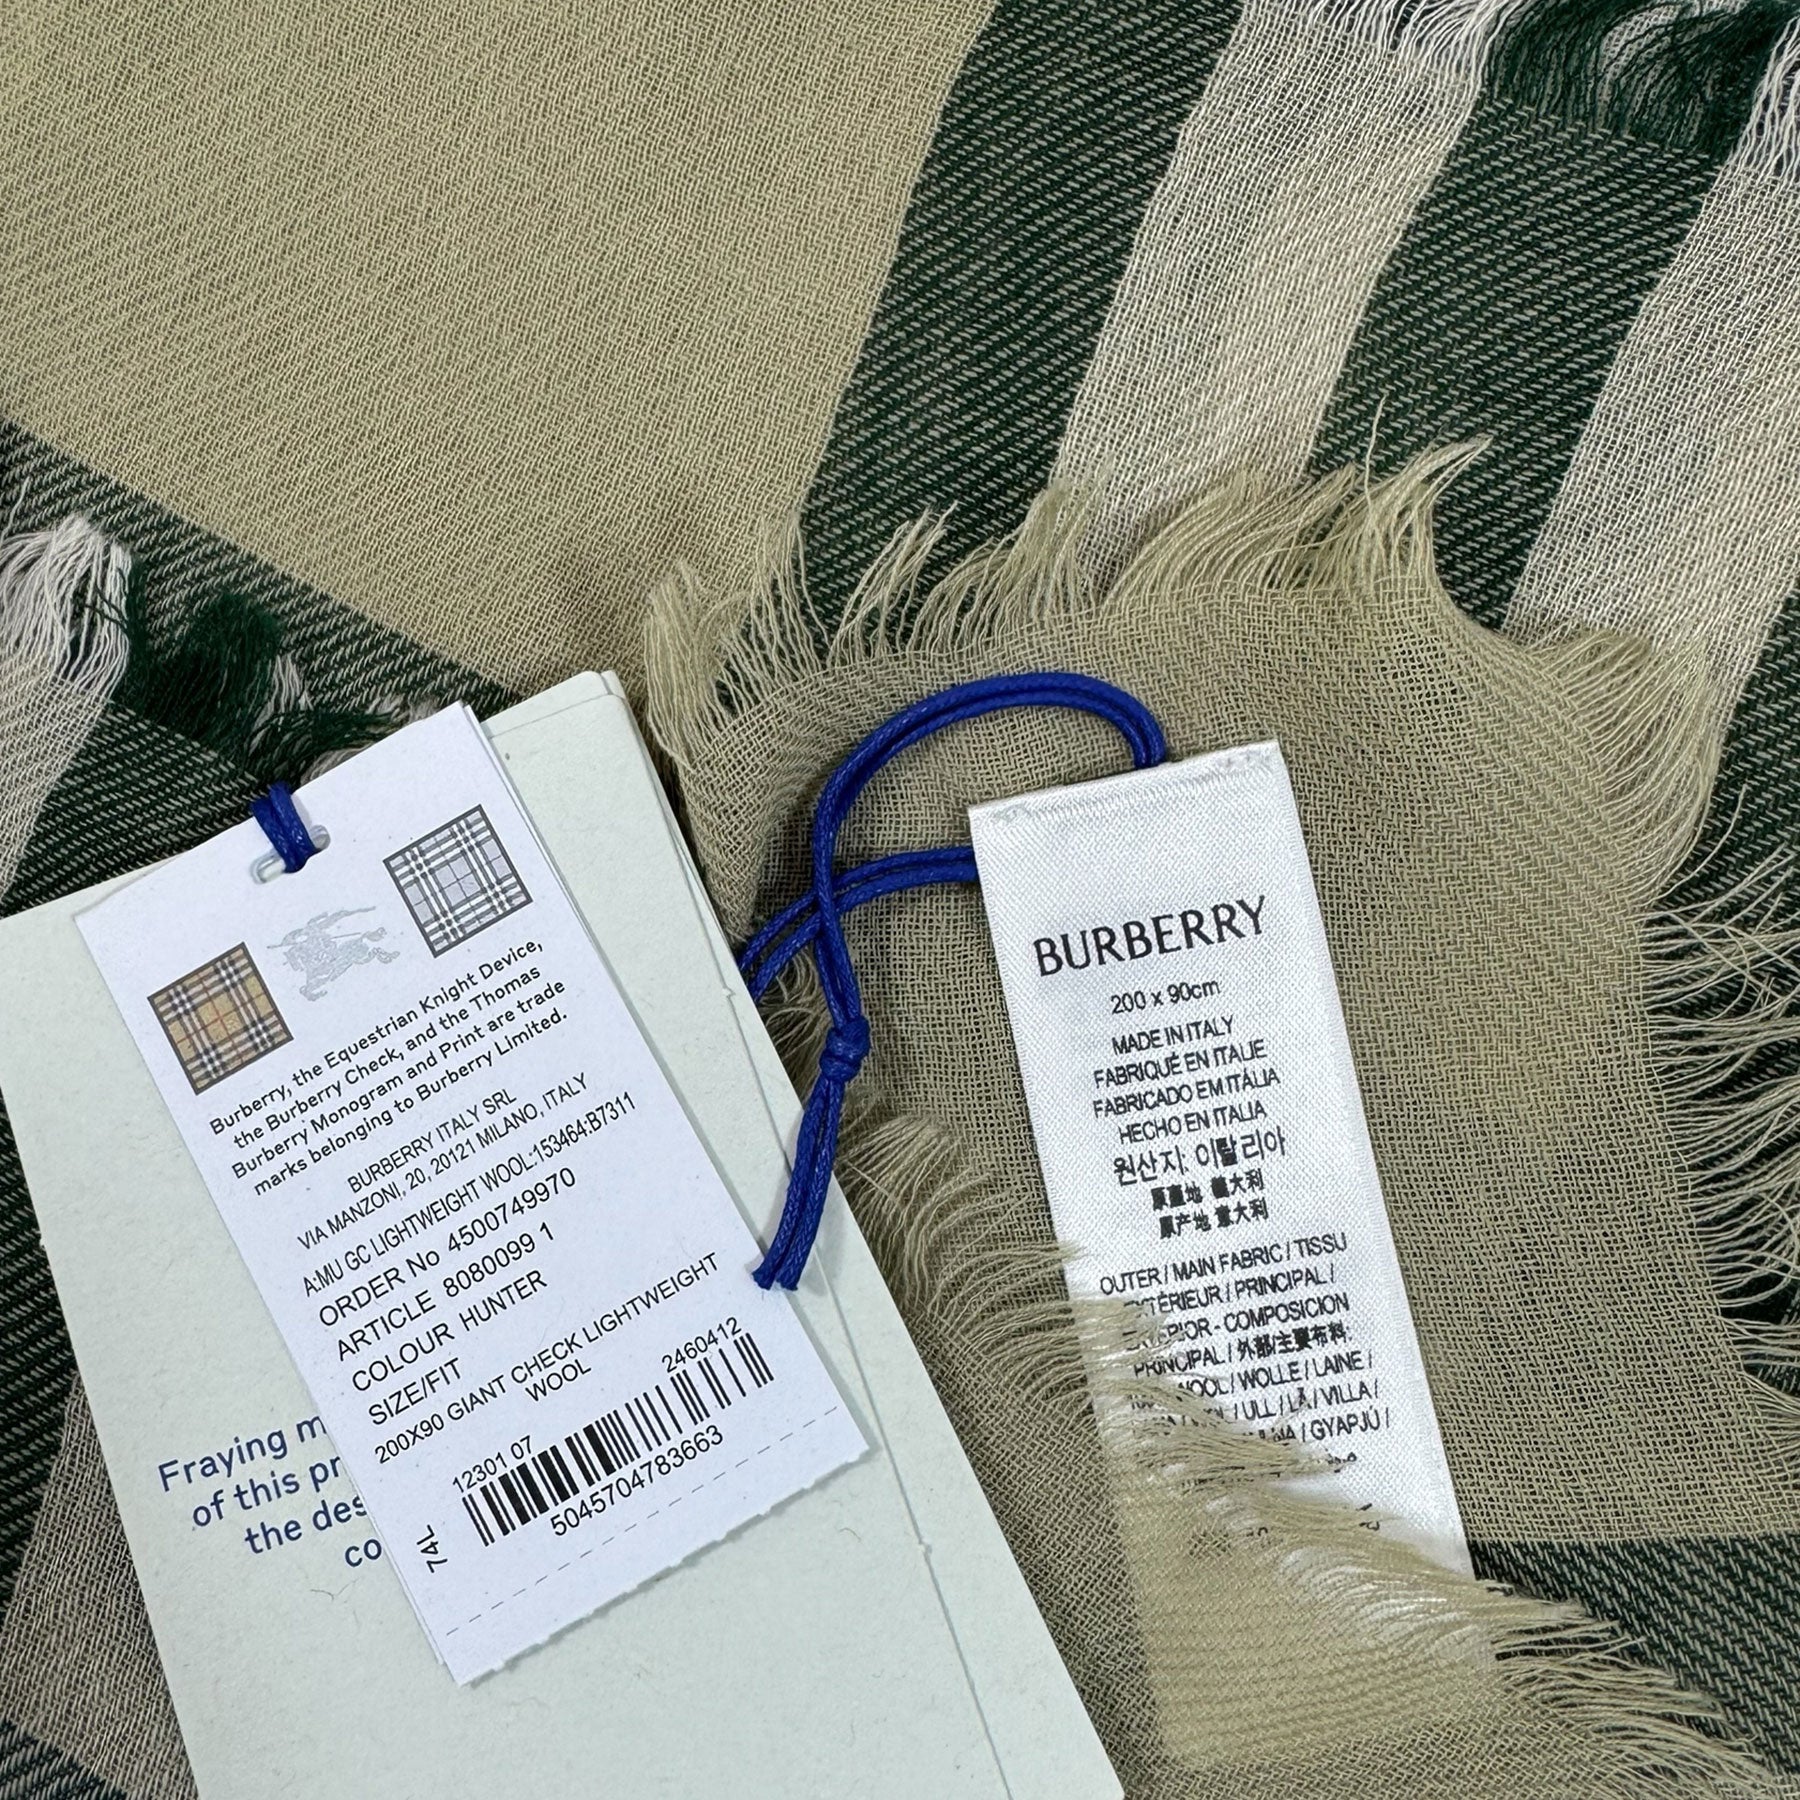 Burberry, the Equestrian Knight Device,
the Burberry Check, and the Thomas
Burberry Monogram and Print are trade
marks belonging to Burberry Limited.
BURBERRY ITALY SRL
VIA MANZONI, 20, 20121 MILANO, ITALY
A:MU GC LIGHTWEIGHT WOOL:153464:B7311
ORDER No 4500749970
ARTICLE 8080099 1
COLOUR HUNTER
SIZE/FIT
200X90 GIANT CHECK LIGHTWEIGHT
WOOL
12301 07 2460412
5045704783663
74L
Fraying
of this
the
BURBERRY
200 x 90cm
MADE IN ITALY
FABRIQUÉ EN ITALIE
FABRICADO EM ITÁLIA
HECHO EN ITALIA
원산지: 이탈리아
原產地 義大利
原产地 意大利
OUTER / MAIN FABRIC / TISSU
EXTÉRIEUR / PRINCIPAL /
EXTERIOR - COMPOSICION
PRINCIPAL / 外部/主要布料
WOOL / WOLLE / LAINE /
/ ULL / LÃ / VILLA /
/ GYAPJÚ /